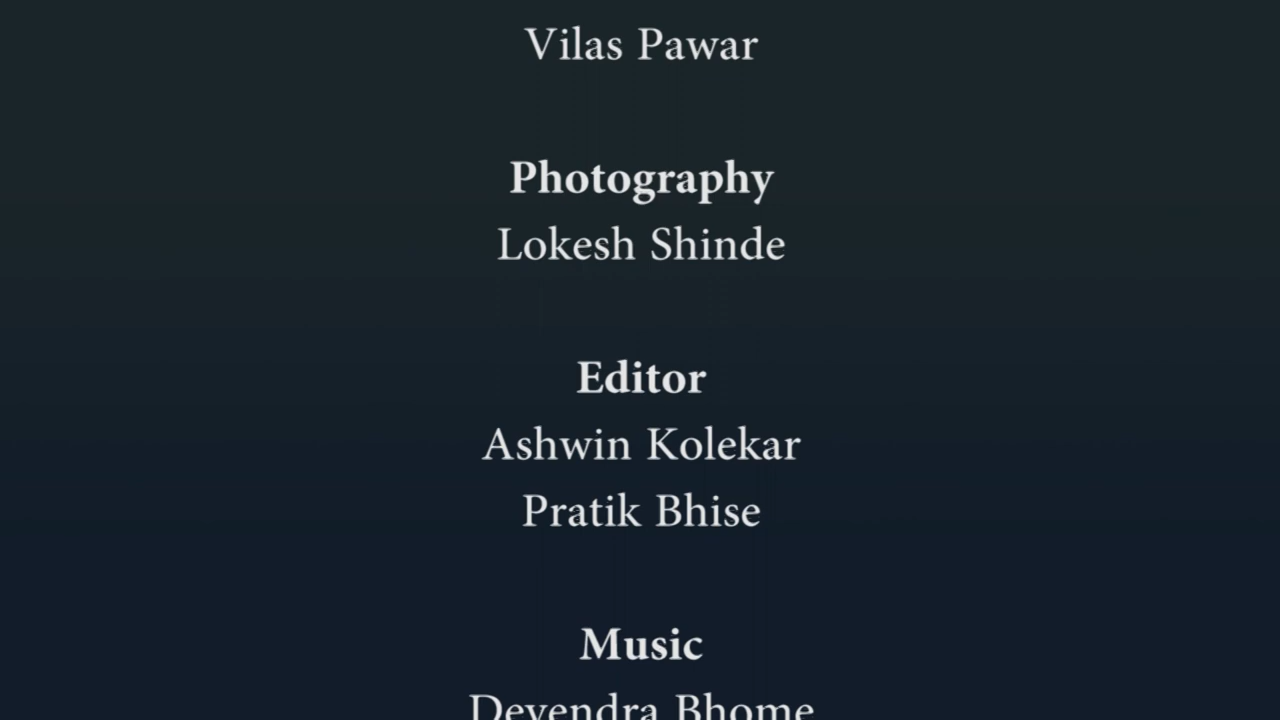 Vilas Pawar
Photography
Lokesh Shinde
Editor
Ashwin Kolekar
Pratik Bhise
Music
Devendra Bhome